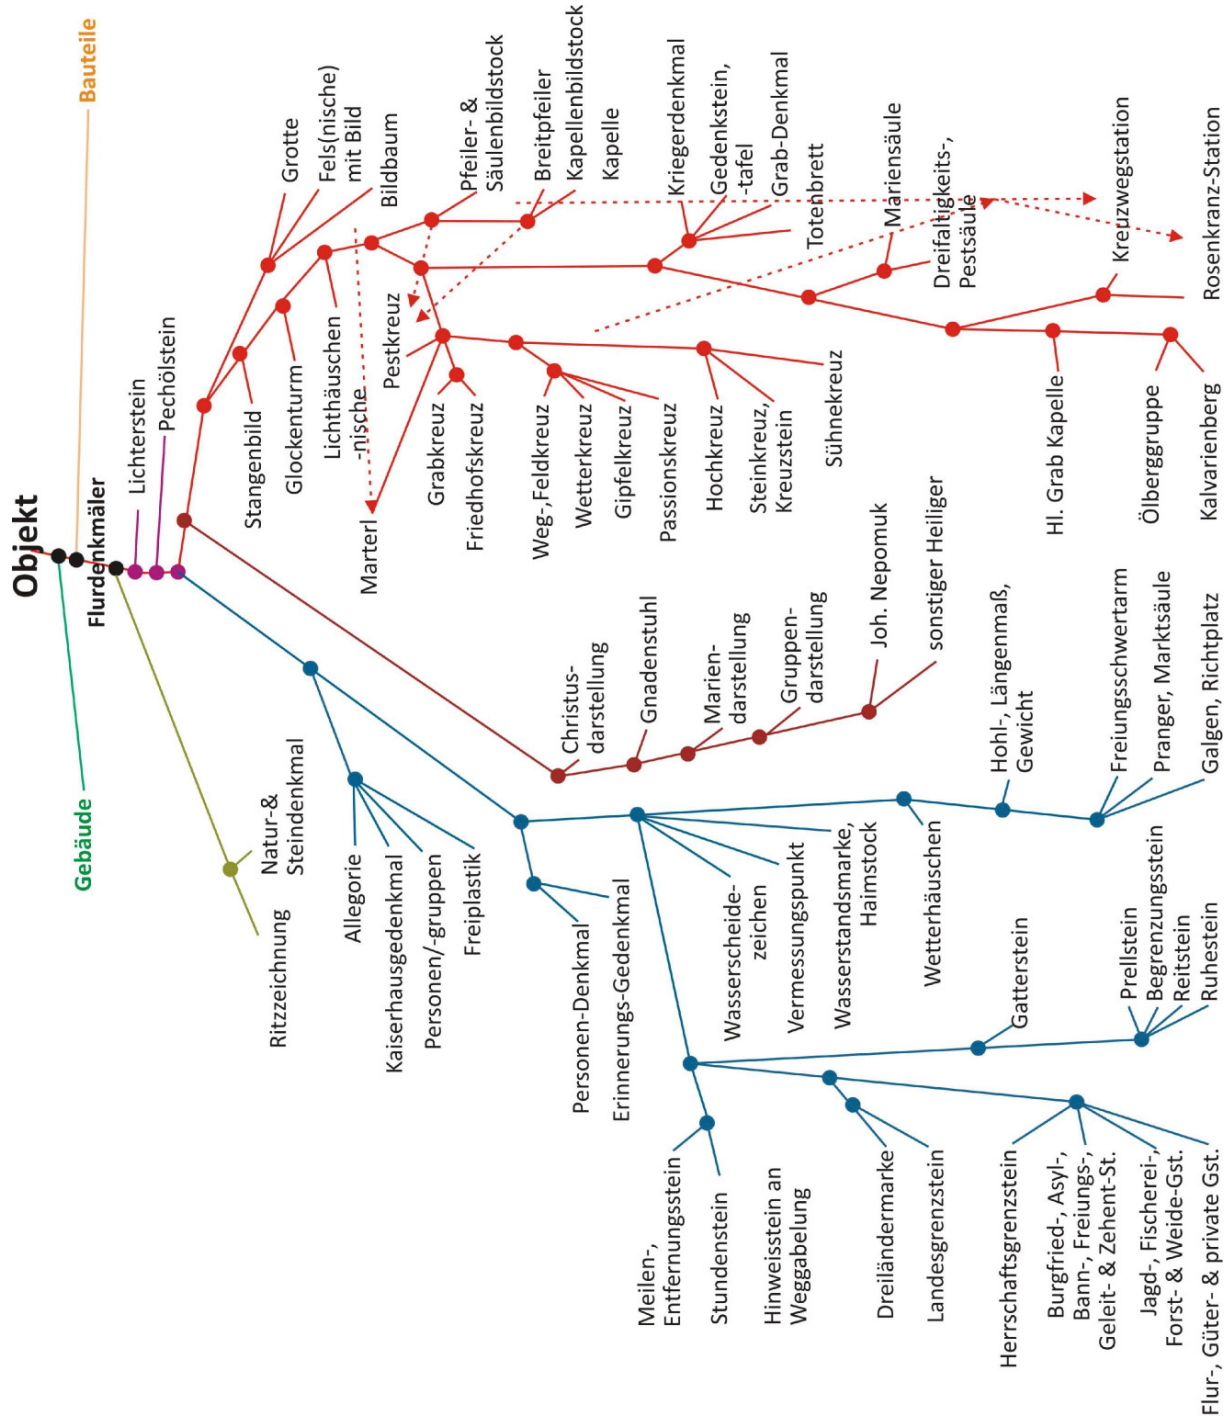 Objekt
Bauteile
Gebäude
Flurdenkmäler
Lichterstein
Pechölstein
Grotte
Fels(nische)
mit Bild
Bildbaum
Stangenbild
Glockenturm
Lichthäuschen
-nische
Pfeiler- &
Säulenbildstock
Breitpfeiler
Kapellenbildstock
Kapelle
Pestkreuz
Marterl
Grabkreuz
Friedhofskreuz
Weg-,Feldkreuz
Wetterkreuz
Gipfelkreuz
Passionskreuz
Hochkreuz
Steinkreuz,
Kreuzstein
Sühnekreuz
Kriegerdenkmal
Gedenkstein,
-tafel
Grab-Denkmal
Totenbrett
Mariensäule
Dreifaltigkeits-,
Pestsäule
Kreuzwegstation
Rosenkranz-Station
Hl. Grab Kapelle
Ölberggruppe
Kalvarienberg
Christus-
darstellung
Gnadenstuhl
Marien-
darstellung
Gruppen-
darstellung
Joh. Nepomuk
sonstiger Heiliger
Natur-&
Steindenkmal
Ritzzeichnung
Allegorie
Kaiserhausgedenkmal
Personen/-gruppen
Freiplastik
Personen-Denkmal
Erinnerungs-Gedenkmal
Wasserscheide-
zeichen
Vermessungspunkt
Wasserstandsmarke,
Haimstock
Wetterhäuschen
Hohl-, Längenmaß,
Gewicht
Freiungsschwertarm
Pranger, Marktsäule
Galgen, Richtplatz
Gatterstein
Prellstein
Begrenzungsstein
Reitstein
Ruhestein
Meilen-,
Entfernungsstein
Stundenstein
Hinweisstein an
Weggabelung
Dreiländermarke
Landesgrenzstein
Herrschaftsgrenzstein
Burgfried-, Asyl-,
Bann-, Freiungs-,
Geleit- & Zehent-St.
Jagd-, Fischerei-,
Forst- & Weide-Gst.
Flur-, Güter- & private Gst.